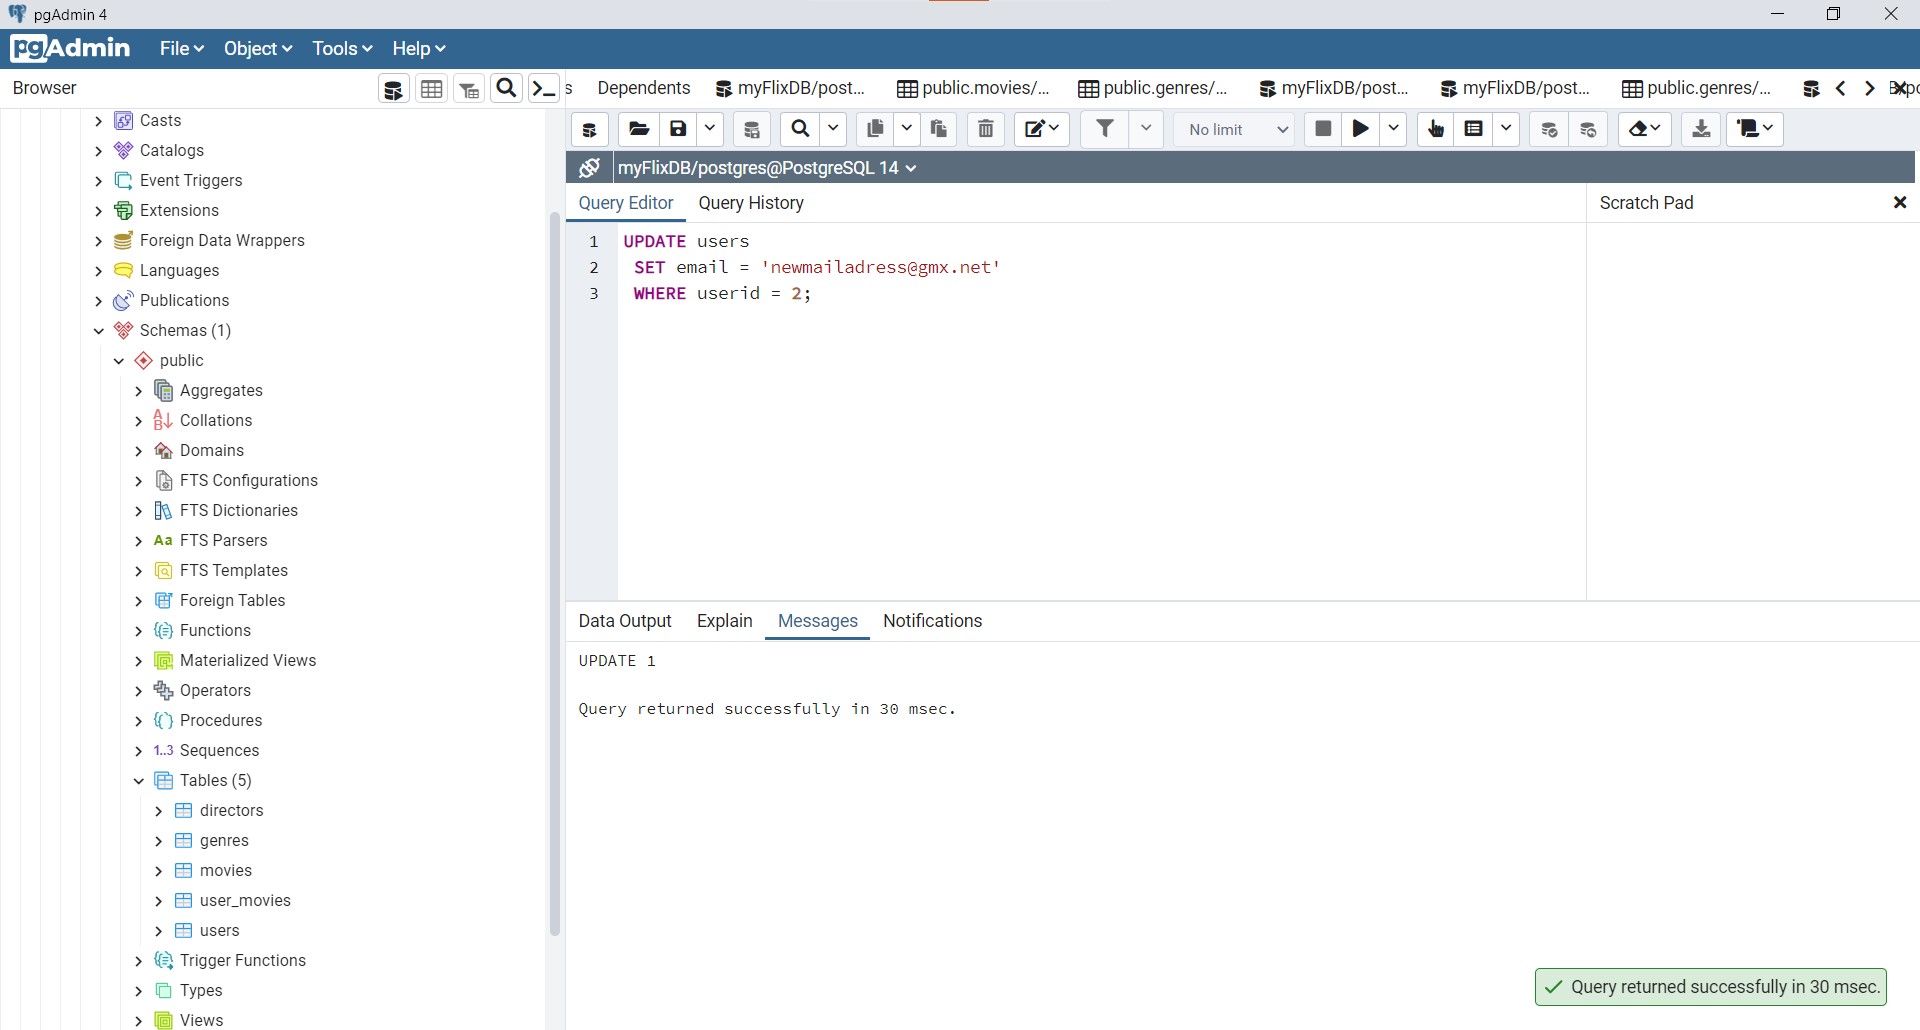 pgAdmin 4
pgAdmin File Object Tools Help
Browser
s Dependents myFlixDB/post... public.movies/... public.genres/... myFlixDB/post... myFlixDB/post... public.genres/...
No limit
myFlixDB/postgres@PostgreSQL 14
Query Editor Query History
Scratch Pad
1 UPDATE users
2 SET email = 'newmailadress@gmx.net'
3 WHERE userid = 2;
Casts
Catalogs
Event Triggers
Extensions
Foreign Data Wrappers
Languages
Publications
Schemas (1)
public
Aggregates
Collations
Domains
FTS Configurations
FTS Dictionaries
Aa FTS Parsers
FTS Templates
Foreign Tables
Functions
Materialized Views
Operators
Procedures
1..3 Sequences
Tables (5)
directors
genres
movies
user_movies
users
Trigger Functions
Types
Views
Data Output Explain Messages Notifications
UPDATE 1
Query returned successfully in 30 msec.
Query returned successfully in 30 msec.